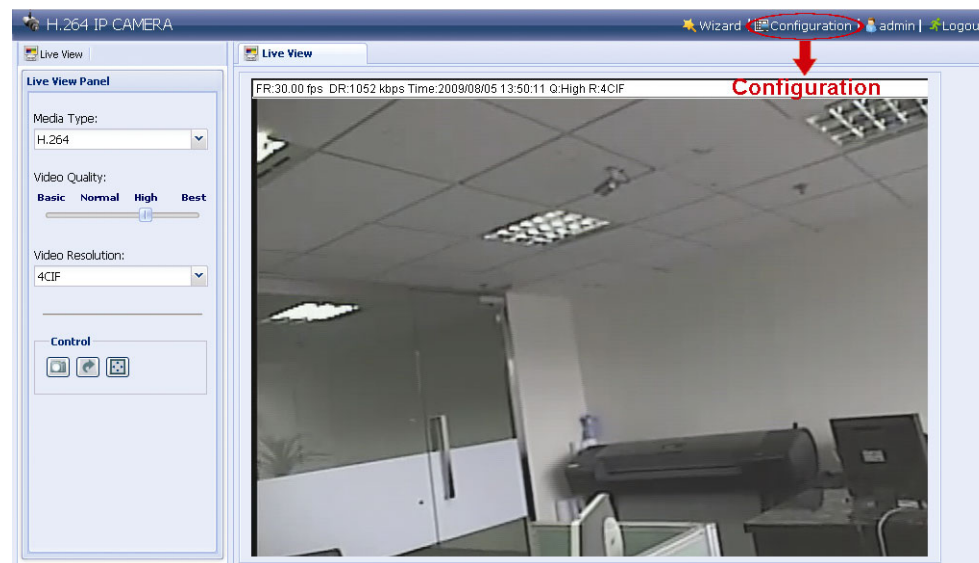 H.264 IP CAMERA
Wizard | Configuration | admin | Logou
Live View
Live View
Live View Panel
FR:30.00 fps DR:1052 kbps Time:2009/08/05 13:50:11 Q:High R:4CIF
Configuration
Media Type:
H.264
Video Quality:
Basic Normal High Best
Video Resolution:
4CIF
Control